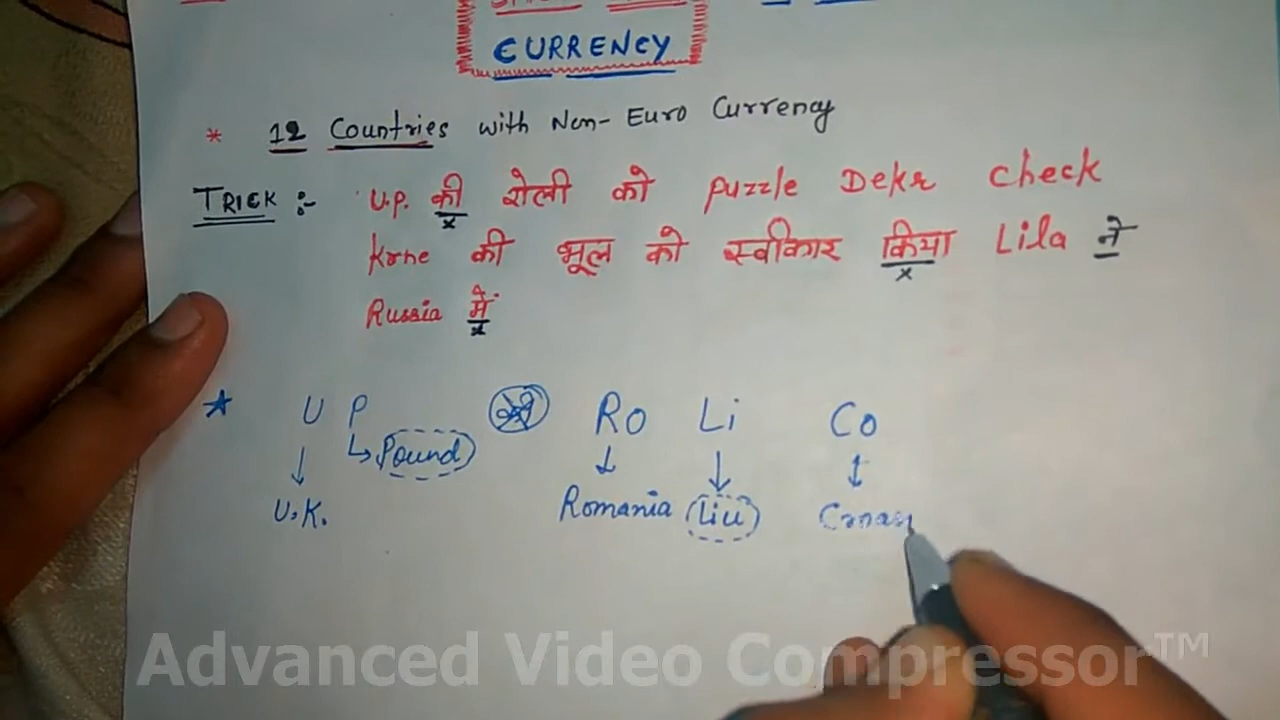 CURRENCY
* 12 Countries with Non-Euro Currency
TRICK :- U.P. की रोली को puzzle Dekr check
krne की भूल को स्वीकार किया Lila ने
Russia में
x
U P Ro Li Co
Pound
U.K. Romania (Liu)
Advanced Video Compressor™